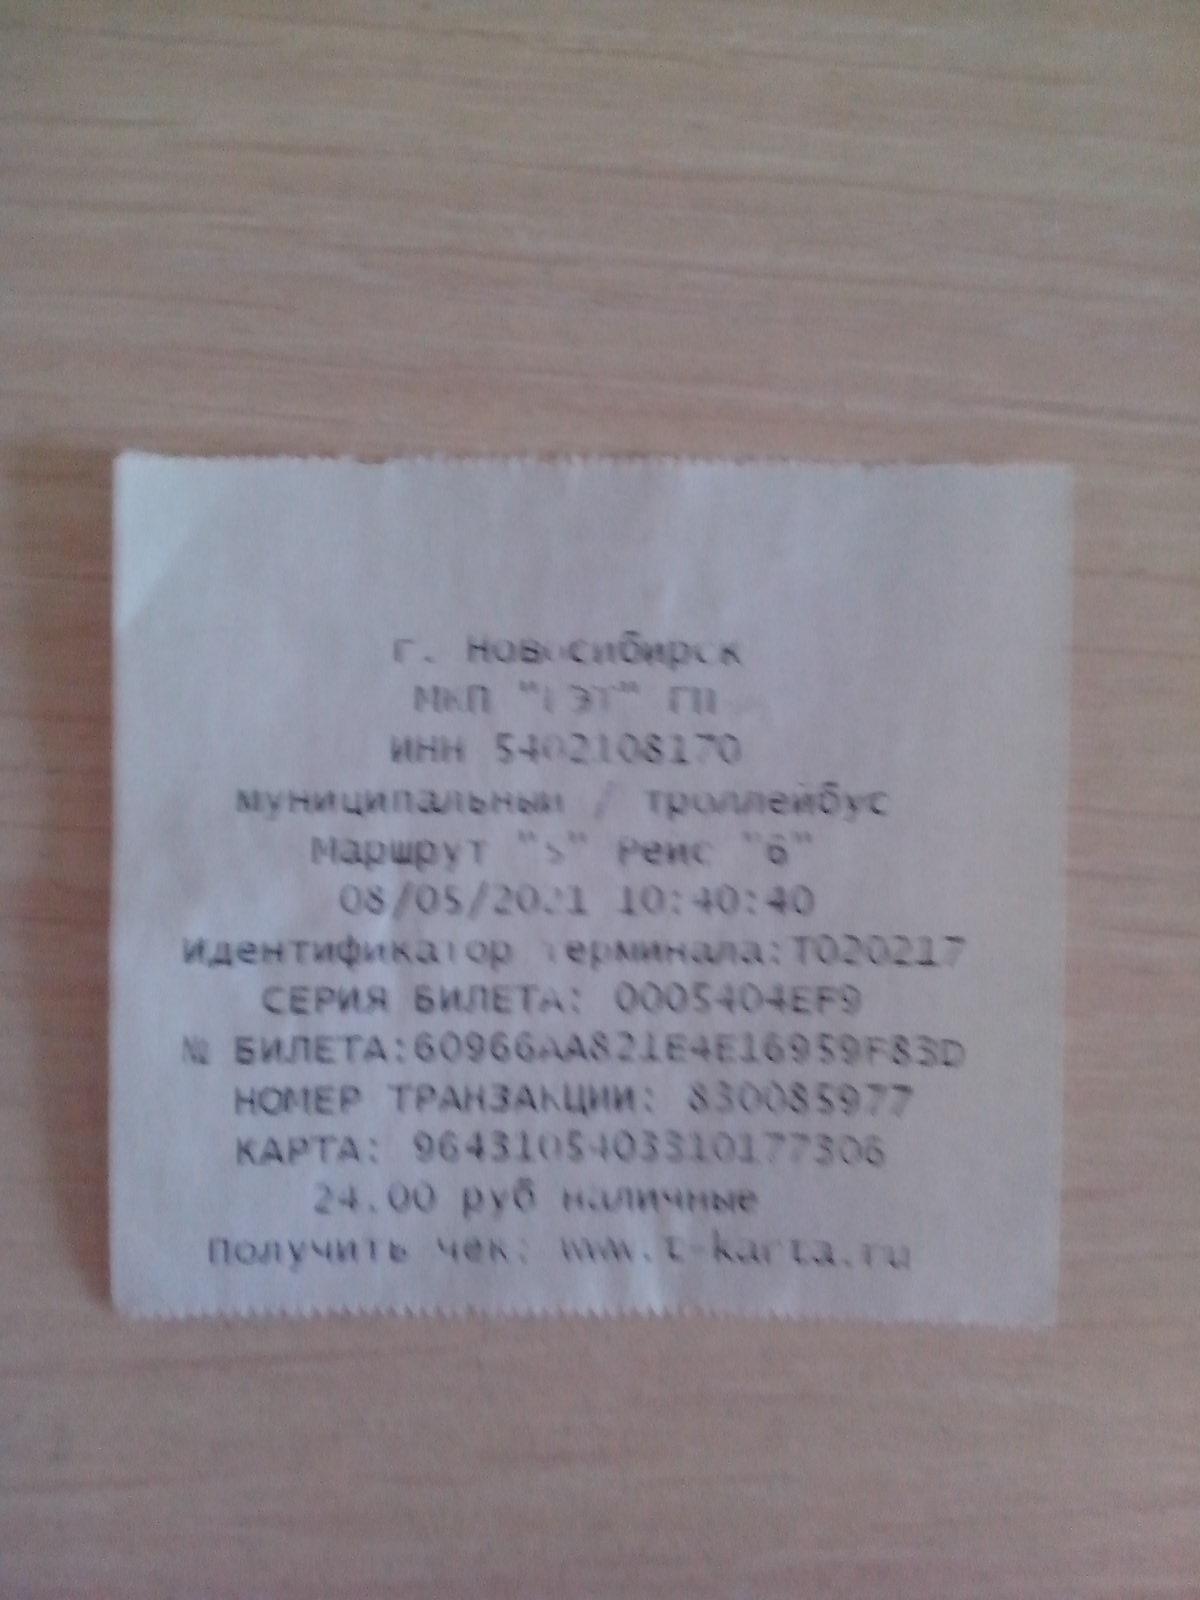 г. Новосибирск
МКП "ГЭТ" ГП
ИНН 5402108170
муниципальный / троллейбус
Маршрут "5" Рейс "6"
08/05/2021 10:40:40
Идентификатор терминала:T020217
СЕРИЯ БИЛЕТА: 0005404EF9
№ БИЛЕТА:60966AA821E4E16959F83D
НОМЕР ТРАНЗАКЦИИ: 830085977
КАРТА: 9643105403310177306
24.00 руб наличные
Получить чек: www.t-karta.ru